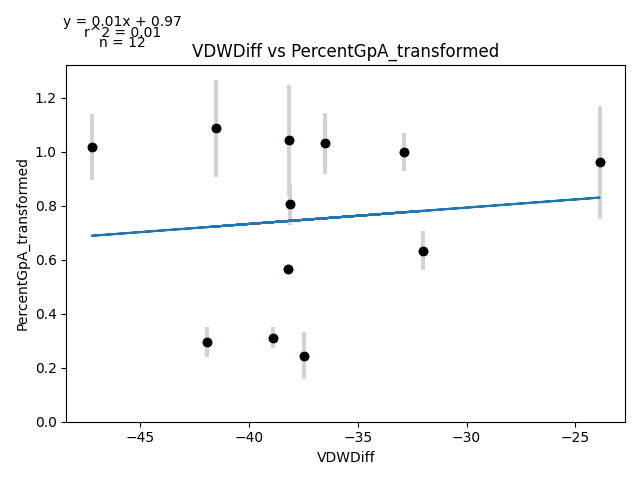 y = 0.01x + 0.97
r^2 = 0.01
n = 12
VDWDiff vs PercentGpA_transformed
PercentGpA_transformed
1.2
1.0
0.8
0.6
0.4
0.2
0.0
−45
−40
−35
−30
−25
VDWDiff